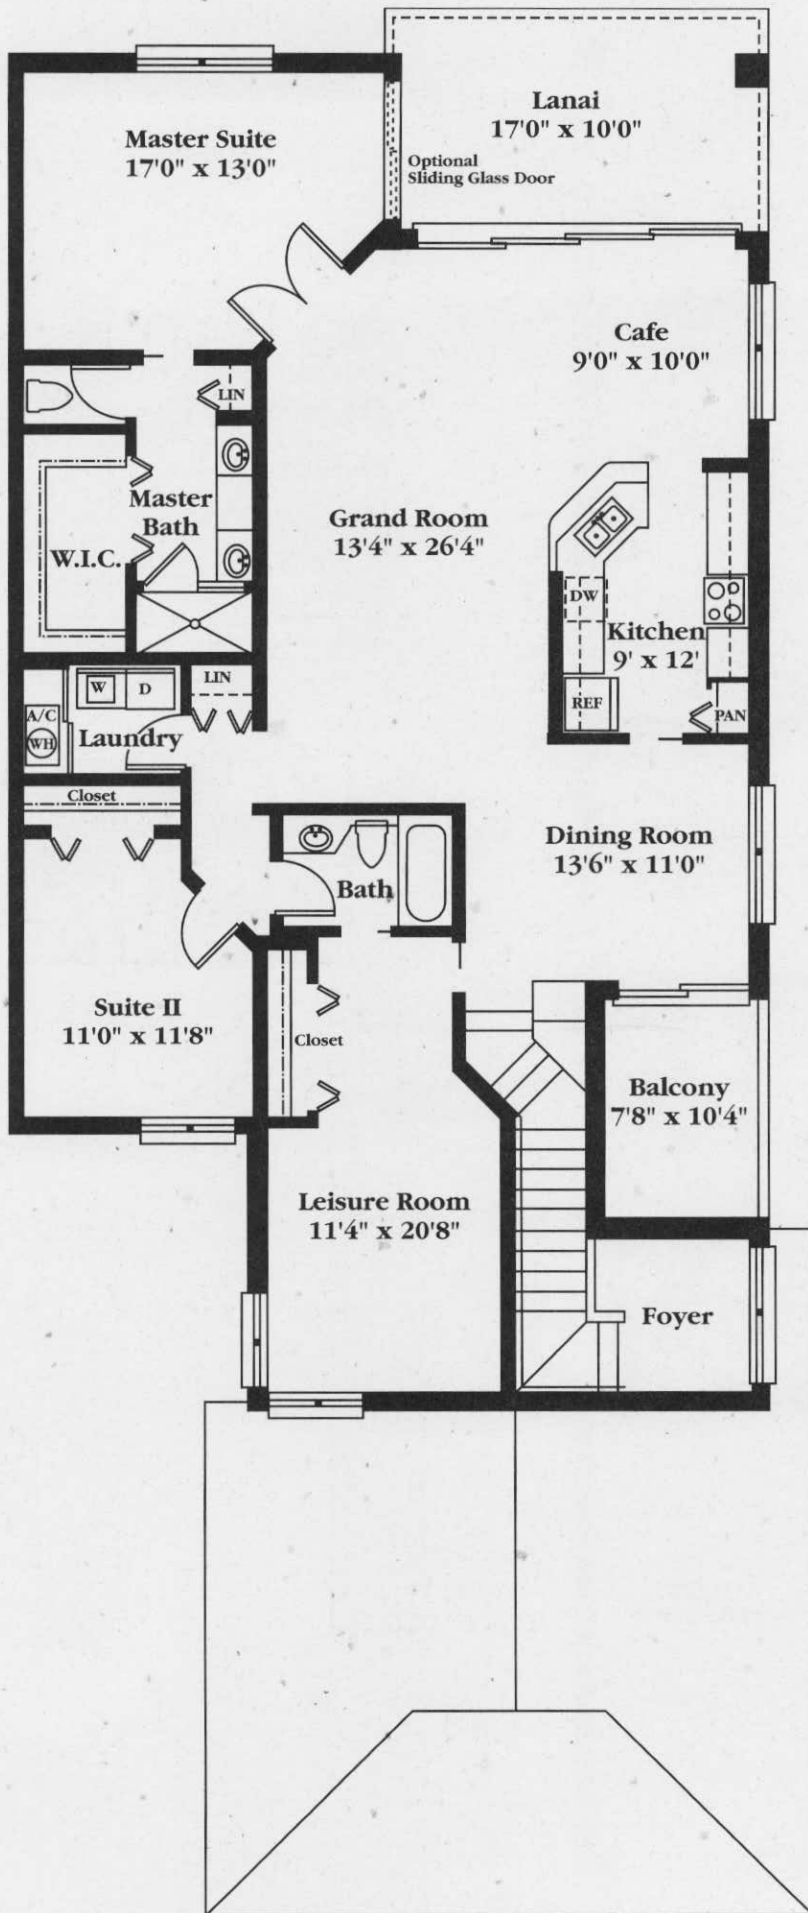 Lanai
17'0" x 10'0"
Master Suite
17'0" x 13'0"
Optional
Sliding Glass Door
Cafe
9'0" x 10'0"
LIN
Master
Bath
Grand Room
13'4" x 26'4"
W.I.C.
DW
Kitchen
9' x 12'
LIN
W
D
REF
PAN
A/C
WH
Laundry
Closet
Dining Room
13'6" x 11'0"
Bath
Suite II
11'0" x 11'8"
Closet
Balcony
7'8" x 10'4"
Leisure Room
11'4" x 20'8"
Foyer